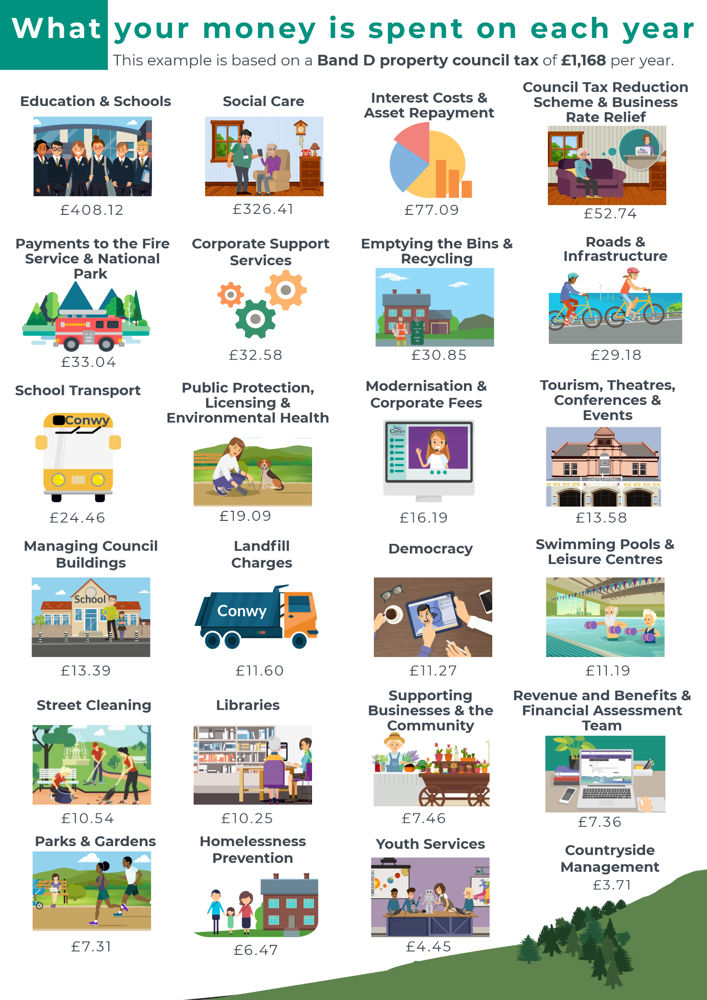 What your money is spent on each year
This example is based on a Band D property council tax of £1,168 per year.
Education & Schools
£408.12
Social Care
£326.41
Interest Costs &
Asset Repayment
£77.09
Council Tax Reduction
Scheme & Business
Rate Relief
CONWY
£52.74
Payments to the Fire
Service & National
Park
£33.04
Corporate Support
Services
£32.58
Emptying the Bins &
Recycling
£30.85
Roads &
Infrastructure
£29.18
School Transport
Conwy
£24.46
Public Protection,
Licensing &
Environmental Health
£19.09
Modernisation &
Corporate Fees
CONWY
£16.19
Tourism, Theatres,
Conferences &
Events
£13.58
Managing Council
Buildings
School
£13.39
Landfill
Charges
Conwy
£11.60
Democracy
£11.27
Swimming Pools &
Leisure Centres
£11.19
Street Cleaning
£10.54
Libraries
£10.25
Supporting
Businesses & the
Community
£7.46
Revenue and Benefits &
Financial Assessment
Team
£7.36
Parks & Gardens
£7.31
Homelessness
Prevention
£6.47
Youth Services
£4.45
Countryside
Management
£3.71